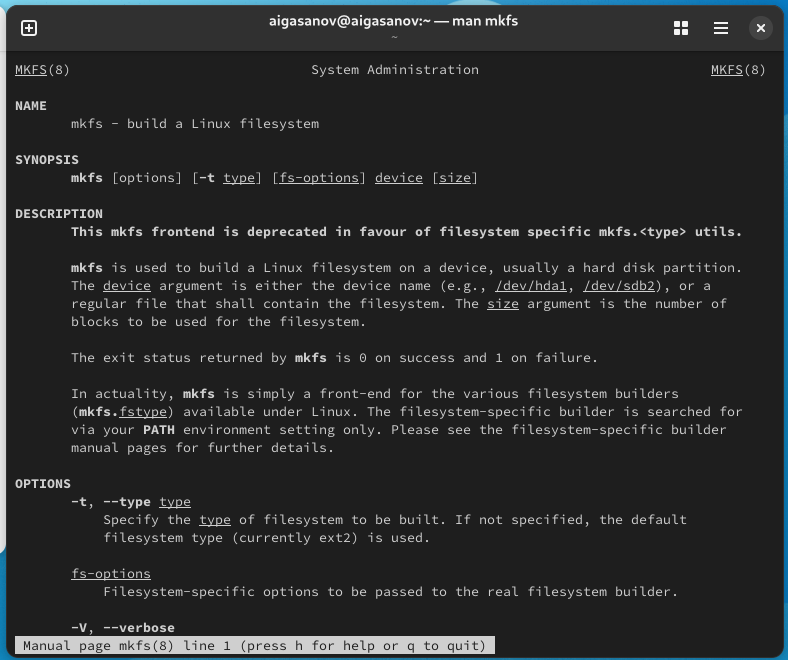 aigasanov@aigasanov:~ — man mkfs
~
MKFS(8) System Administration MKFS(8)
NAME
mkfs - build a Linux filesystem
SYNOPSIS
mkfs [options] [-t type] [fs-options] device [size]
DESCRIPTION
This mkfs frontend is deprecated in favour of filesystem specific mkfs.<type> utils.
mkfs is used to build a Linux filesystem on a device, usually a hard disk partition.
The device argument is either the device name (e.g., /dev/hda1, /dev/sdb2), or a
regular file that shall contain the filesystem. The size argument is the number of
blocks to be used for the filesystem.
The exit status returned by mkfs is 0 on success and 1 on failure.
In actuality, mkfs is simply a front-end for the various filesystem builders
(mkfs.fstype) available under Linux. The filesystem-specific builder is searched for
via your PATH environment setting only. Please see the filesystem-specific builder
manual pages for further details.
OPTIONS
-t, --type type
Specify the type of filesystem to be built. If not specified, the default
filesystem type (currently ext2) is used.
fs-options
Filesystem-specific options to be passed to the real filesystem builder.
-V, --verbose
Manual page mkfs(8) line 1 (press h for help or q to quit)